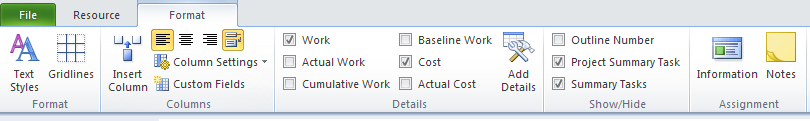 File Resource Format
Work Baseline Work Outline Number
Text Styles Gridlines Insert Column Column Settings Actual Work Cost Add Details Project Summary Task Information Notes
Custom Fields Cumulative Work Actual Cost Summary Tasks
Format Columns Details Show/Hide Assignment